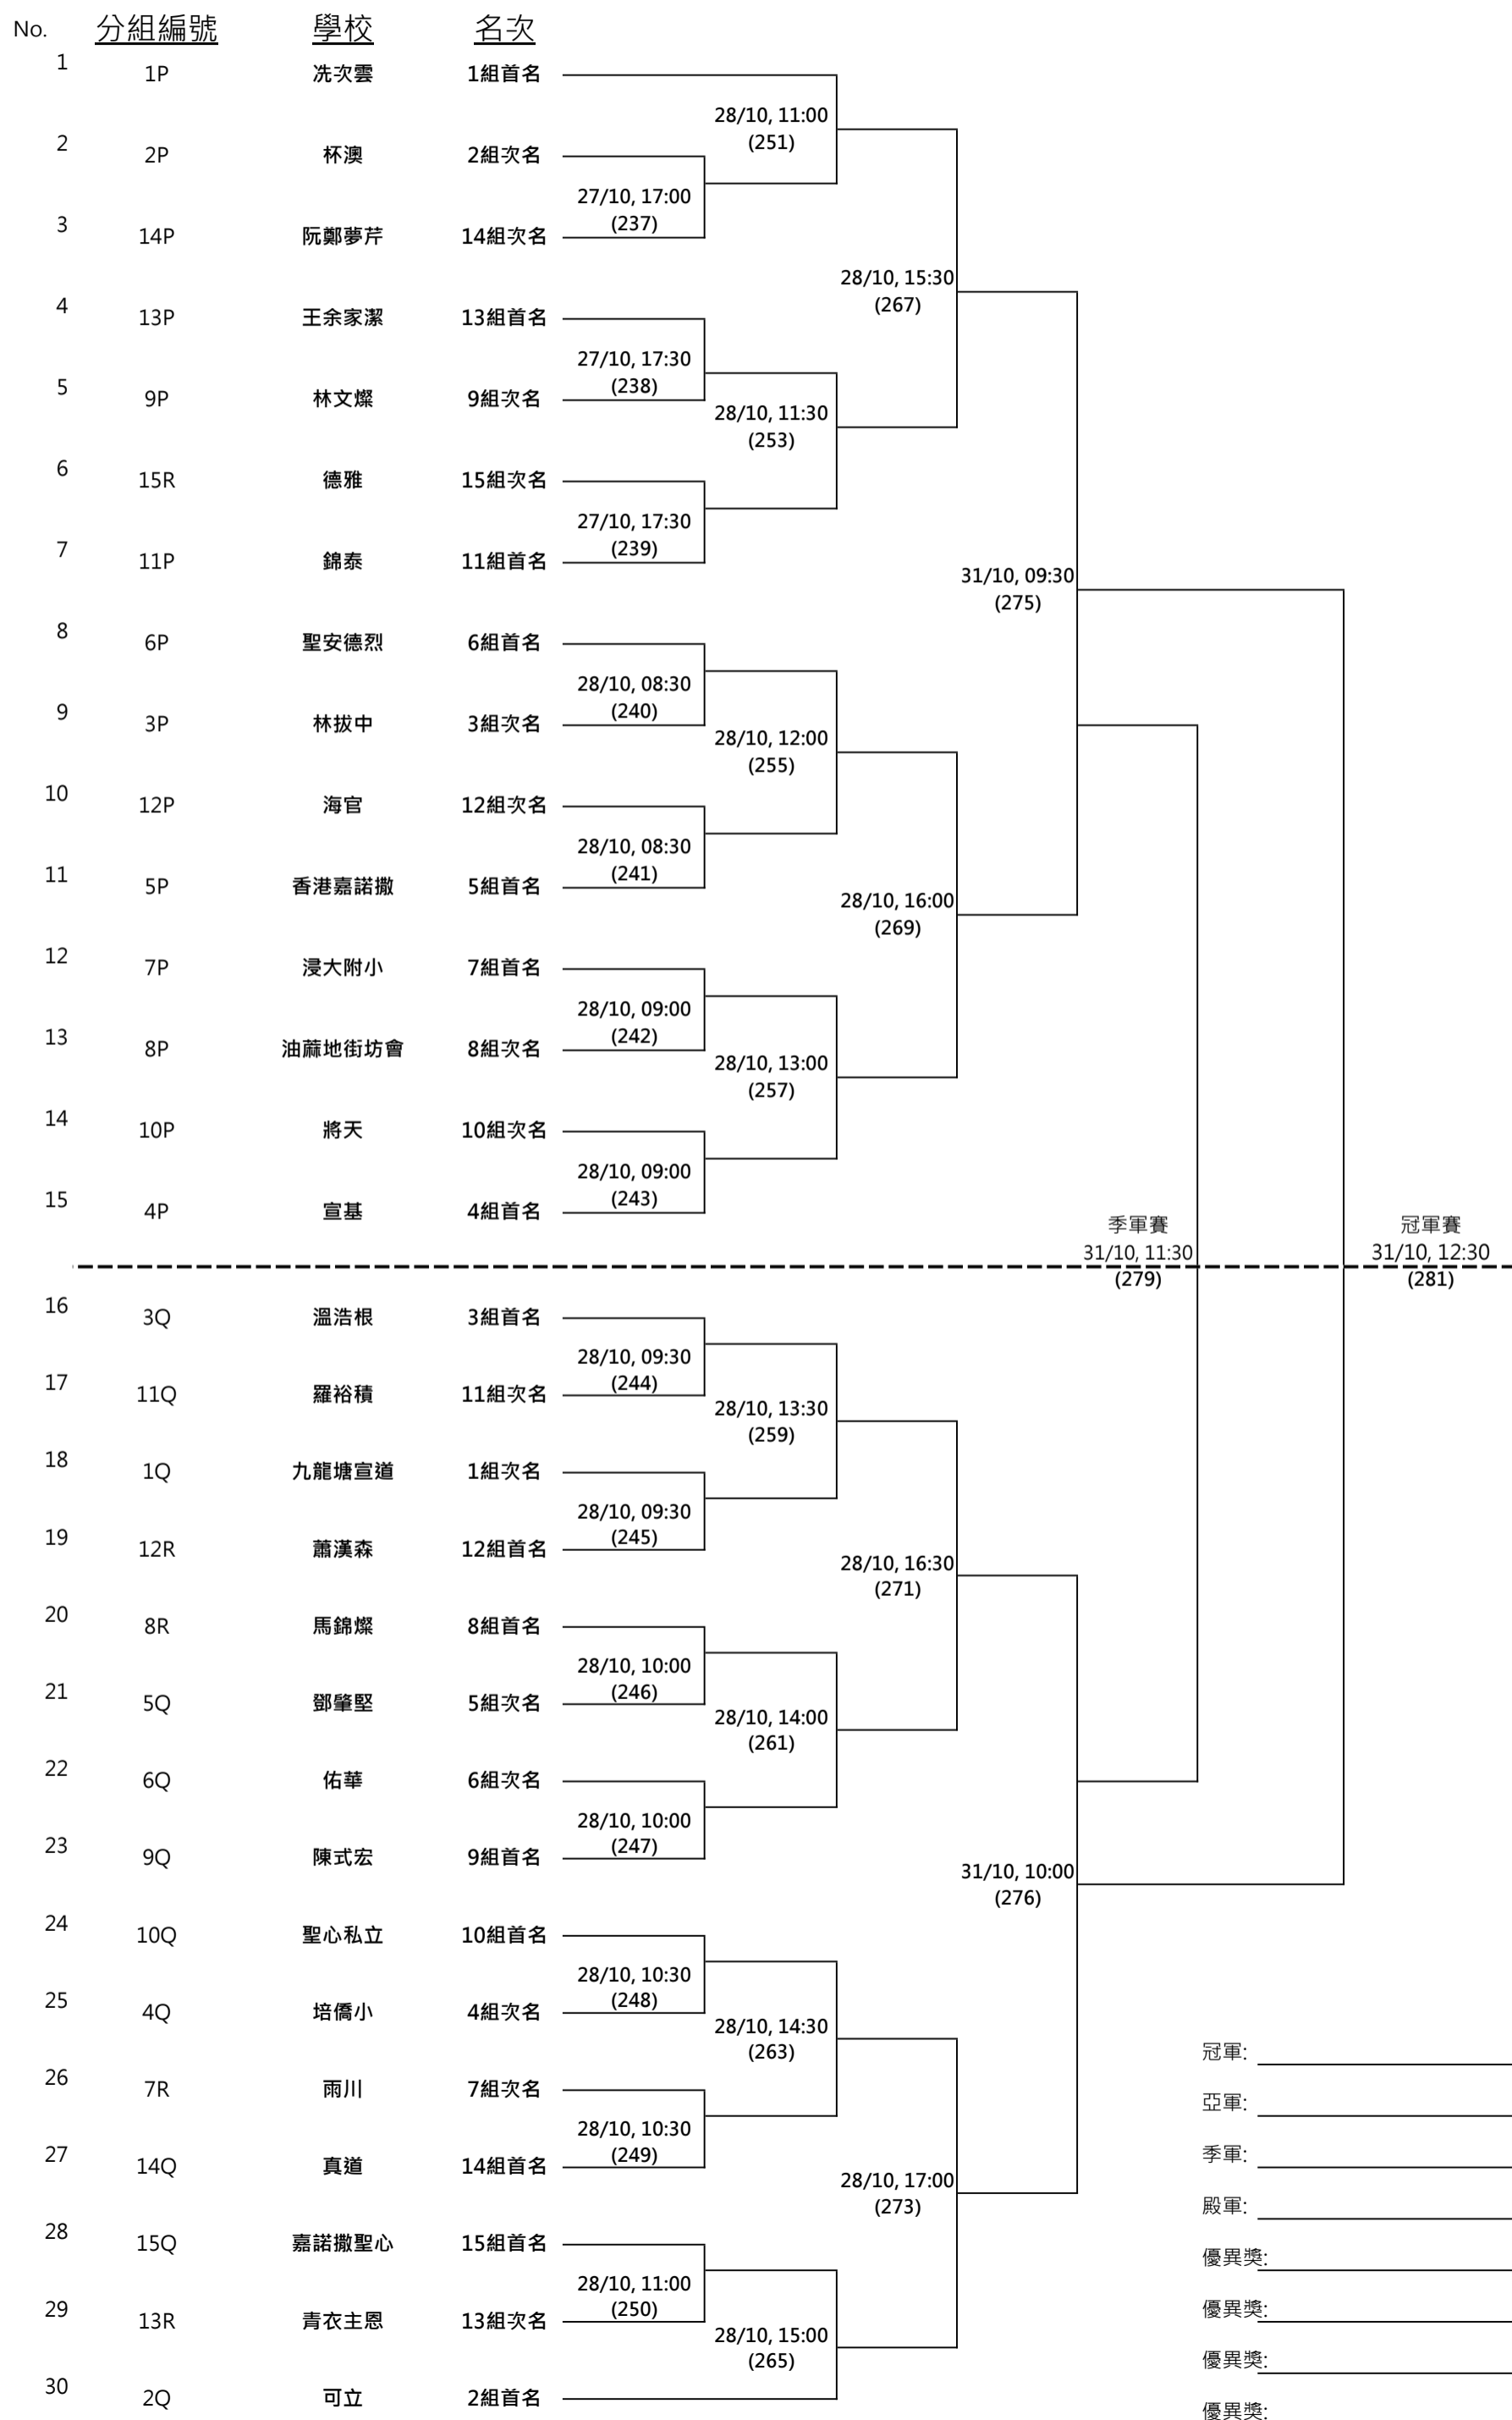 No. 分組編號 學校 名次
1 1P 冼次雲 1組首名
28/10, 11:00
(251)
2 2P 杯澳 2組次名
27/10, 17:00
(237)
3 14P 阮鄭夢芹 14組次名
28/10, 15:30
(267)
4 13P 王余家潔 13組首名
27/10, 17:30
(238)
5 9P 林文燦 9組次名
28/10, 11:30
(253)
6 15R 德雅 15組次名
27/10, 17:30
(239)
7 11P 錦泰 11組首名
31/10, 09:30
(275)
8 6P 聖安德烈 6組首名
28/10, 08:30
(240)
9 3P 林拔中 3組次名
28/10, 12:00
(255)
10 12P 海官 12組次名
28/10, 08:30
(241)
11 5P 香港嘉諾撒 5組首名
28/10, 16:00
(269)
12 7P 浸大附小 7組首名
28/10, 09:00
(242)
13 8P 油蔴地街坊會 8組次名
28/10, 13:00
(257)
14 10P 將天 10組次名
28/10, 09:00
(243)
15 4P 宣基 4組首名
季軍賽
31/10, 11:30
(279)
冠軍賽
31/10, 12:30
(281)
16 3Q 溫浩根 3組首名
28/10, 09:30
(244)
17 11Q 羅裕積 11組次名
28/10, 13:30
(259)
18 1Q 九龍塘宣道 1組次名
28/10, 09:30
(245)
19 12R 蕭漢森 12組首名
28/10, 16:30
(271)
20 8R 馬錦燦 8組首名
28/10, 10:00
(246)
21 5Q 鄧肇堅 5組次名
28/10, 14:00
(261)
22 6Q 佑華 6組次名
28/10, 10:00
(247)
23 9Q 陳式宏 9組首名
31/10, 10:00
(276)
24 10Q 聖心私立 10組首名
28/10, 10:30
(248)
25 4Q 培僑小 4組次名
28/10, 14:30
(263)
26 7R 雨川 7組次名
28/10, 10:30
(249)
27 14Q 真道 14組首名
28/10, 17:00
(273)
28 15Q 嘉諾撒聖心 15組首名
28/10, 11:00
(250)
29 13R 青衣主恩 13組次名
28/10, 15:00
(265)
30 2Q 可立 2組首名
冠軍:
亞軍:
季軍:
殿軍:
優異獎:
優異獎:
優異獎:
優異獎: